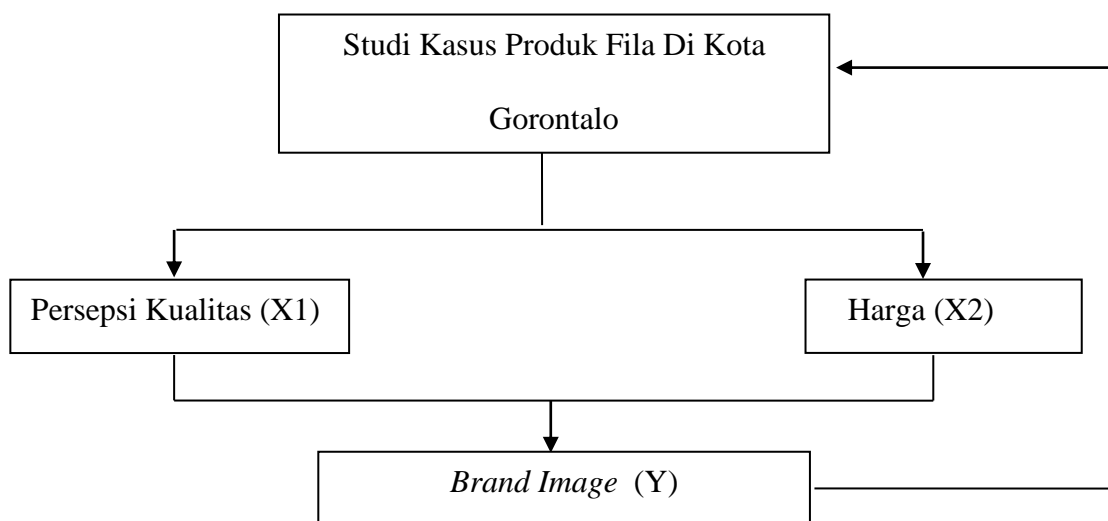 Studi Kasus Produk Fila Di Kota
Gorontalo
Persepsi Kualitas (X1)
Harga (X2)
Brand Image (Y)